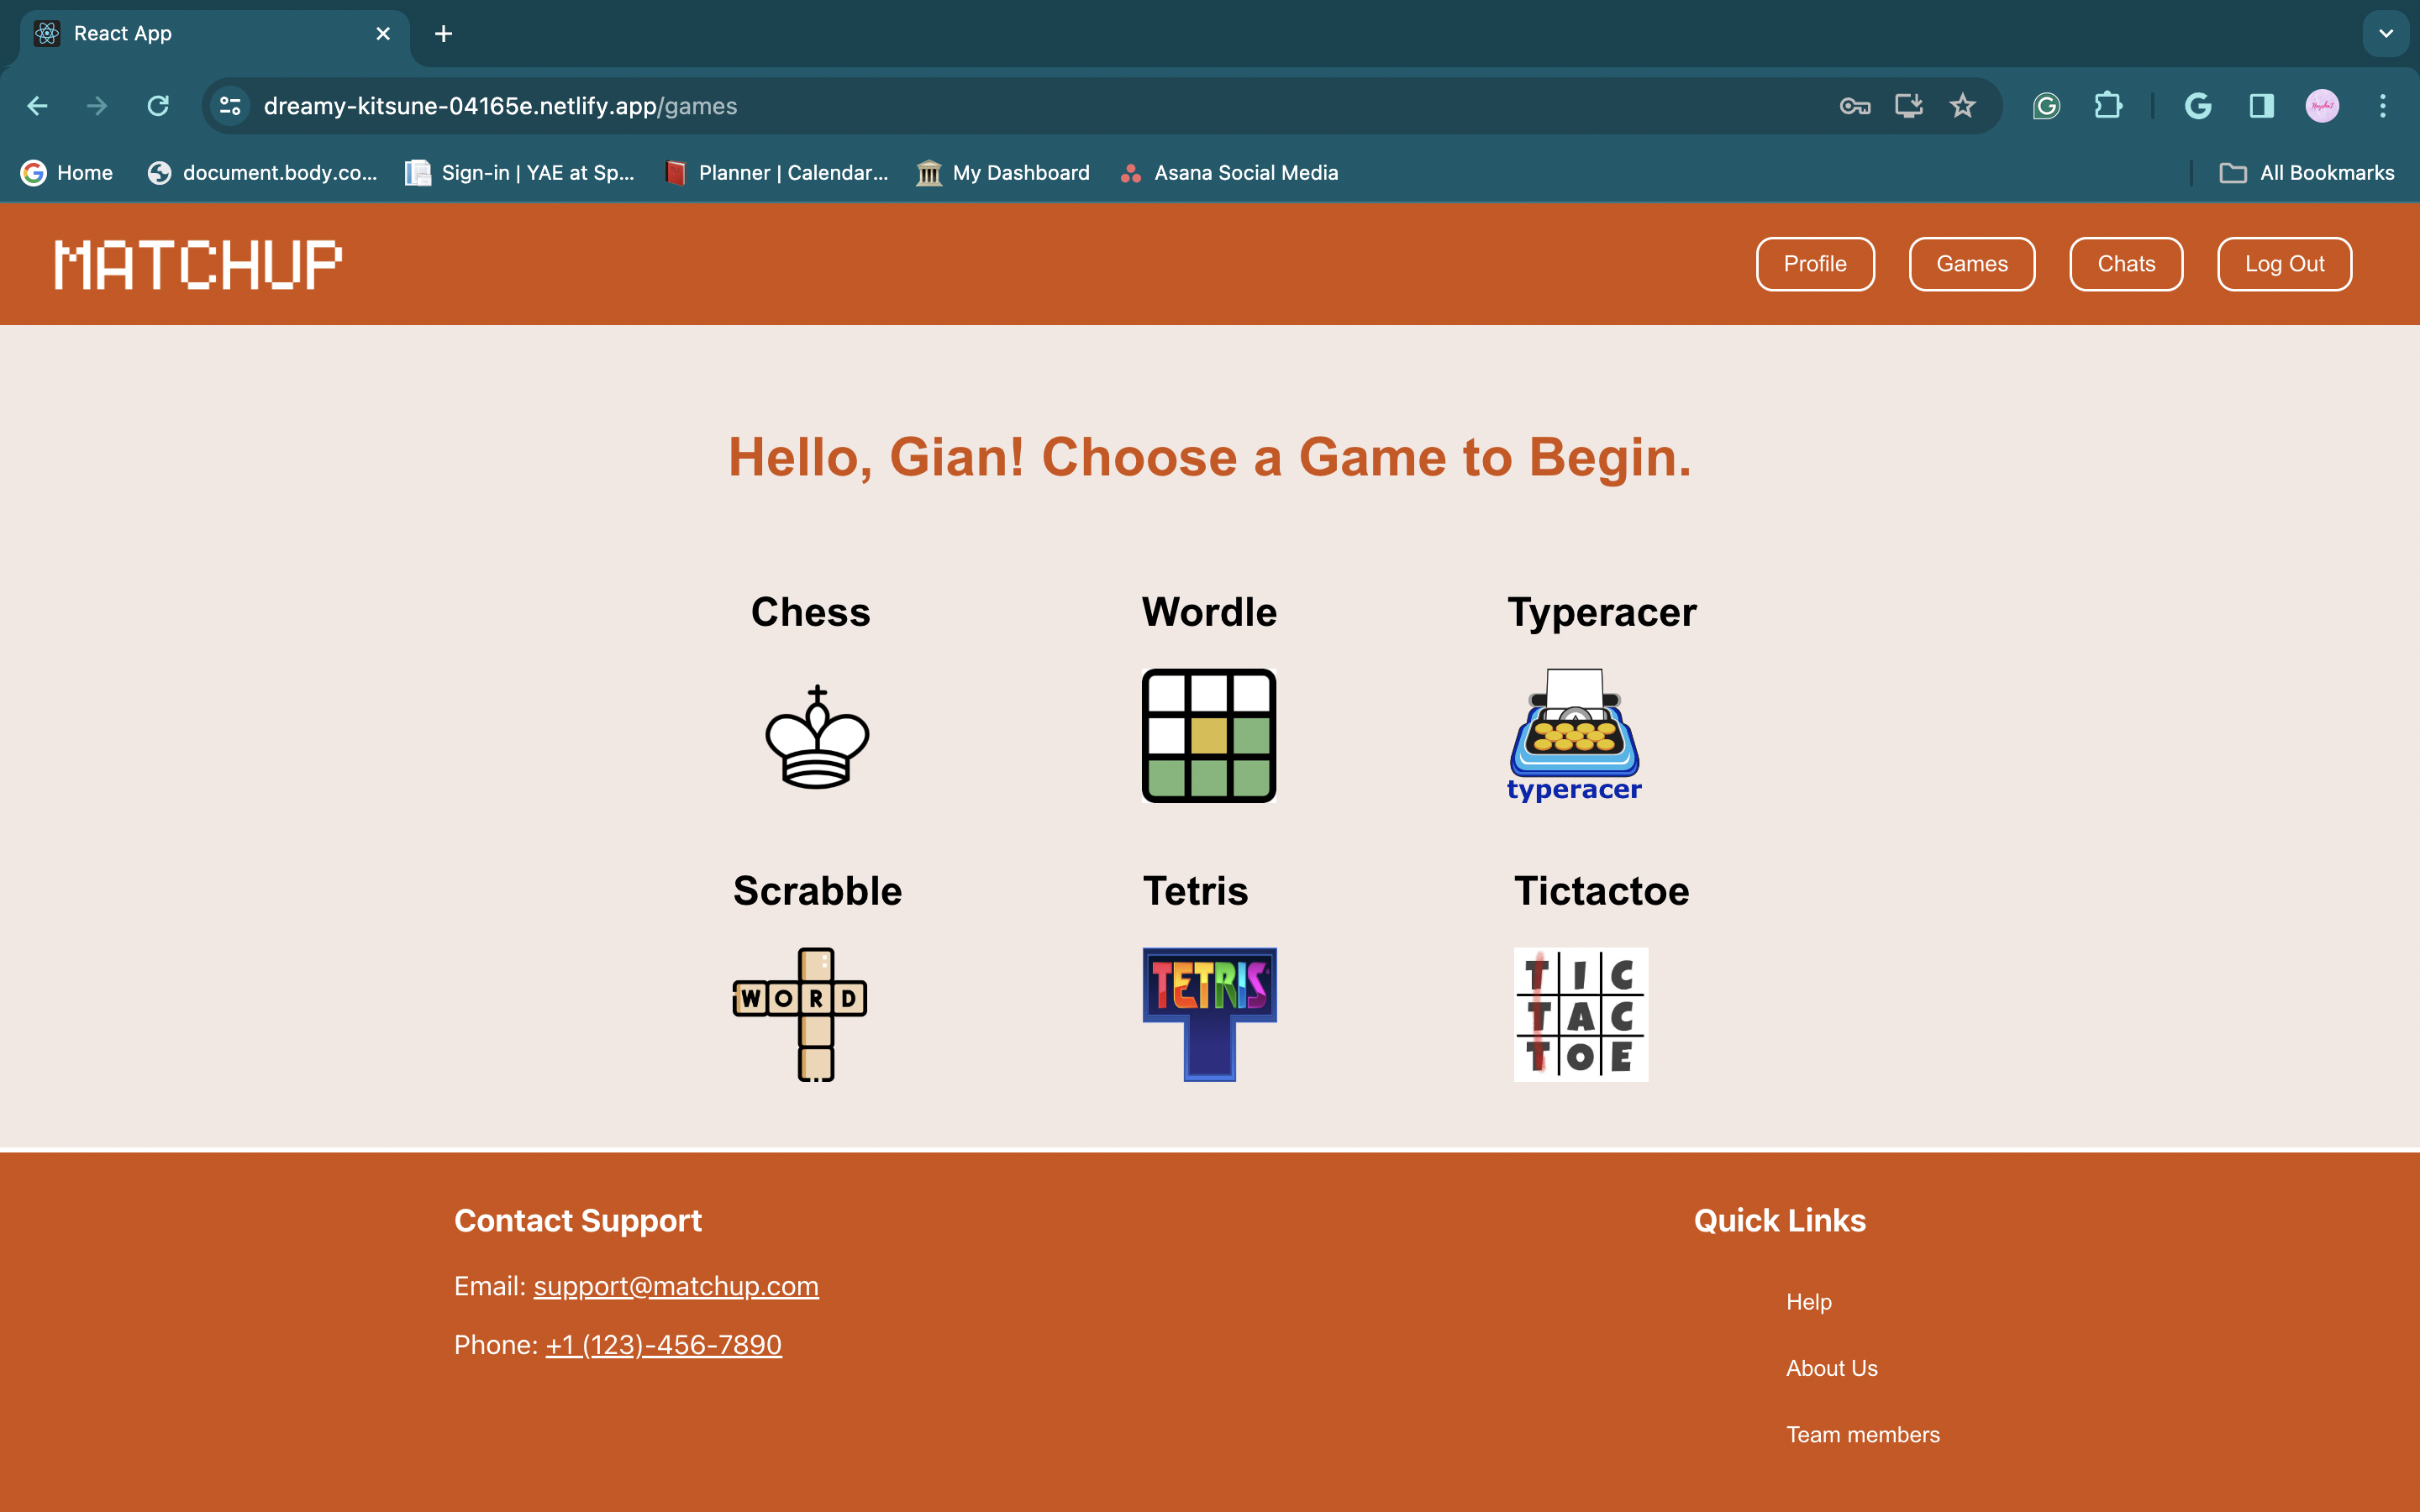 React App
dreamy-kitsune-04165e.netlify.app/games
Home document.body.co... Sign-in | YAE at Sp... Planner | Calendar... My Dashboard Asana Social Media All Bookmarks
MATCHUP Profile Games Chats Log Out
Hello, Gian! Choose a Game to Begin.
Chess Wordle Typeracer
typeracer
Scrabble Tetris Tictactoe
WORD
TETRIS
TIC
TAC
TOE
Contact Support
Email: support@matchup.com
Phone: +1 (123)-456-7890
Quick Links
Help
About Us
Team members